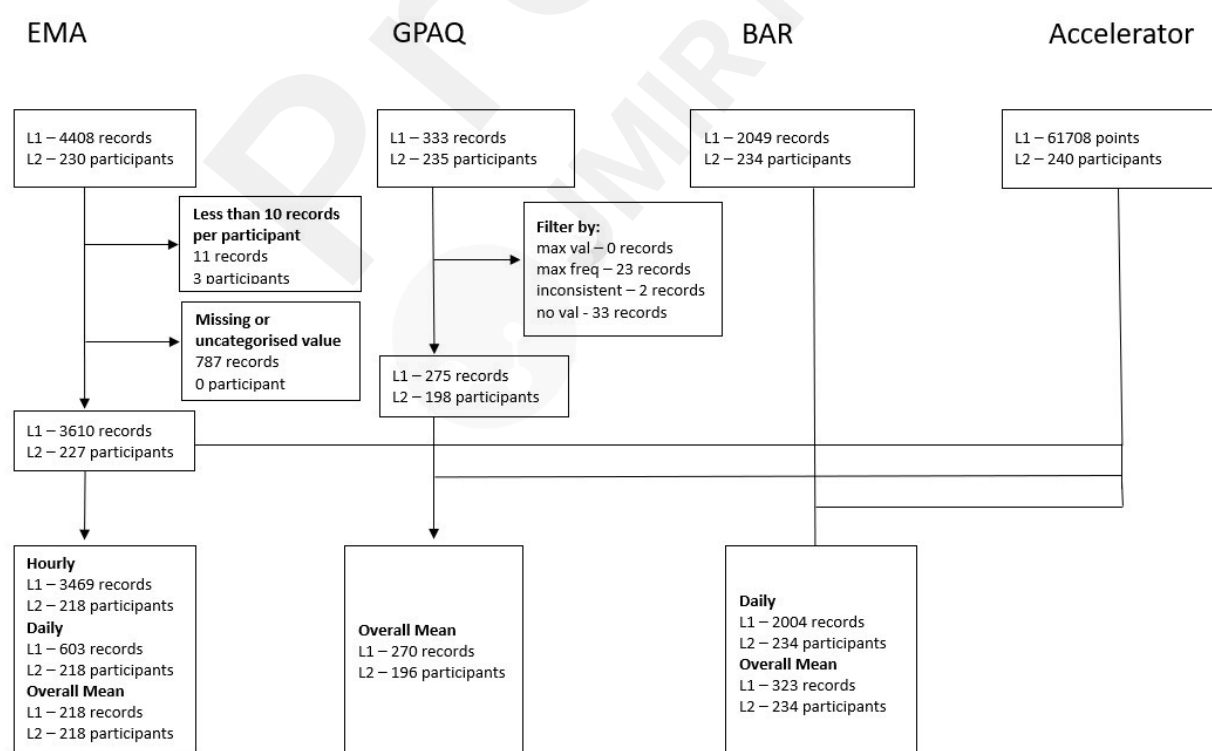 EMA
GPAQ
BAR
Accelerator
L1 – 4408 records
L2 – 230 participants
L1 – 333 records
L2 – 235 participants
L1 – 2049 records
L2 – 234 participants
L1 – 61708 points
L2 – 240 participants
Less than 10 records
per participant
11 records
3 participants
Filter by:
max val – 0 records
max freq – 23 records
inconsistent – 2 records
no val - 33 records
Missing or
uncategorised value
787 records
0 participant
L1 – 275 records
L2 – 198 participants
L1 – 3610 records
L2 – 227 participants
Hourly
L1 – 3469 records
L2 – 218 participants
Daily
L1 – 603 records
L2 – 218 participants
Overall Mean
L1 – 218 records
L2 – 218 participants
Overall Mean
L1 – 270 records
L2 – 196 participants
Daily
L1 – 2004 records
L2 – 234 participants
Overall Mean
L1 – 323 records
L2 – 234 participants